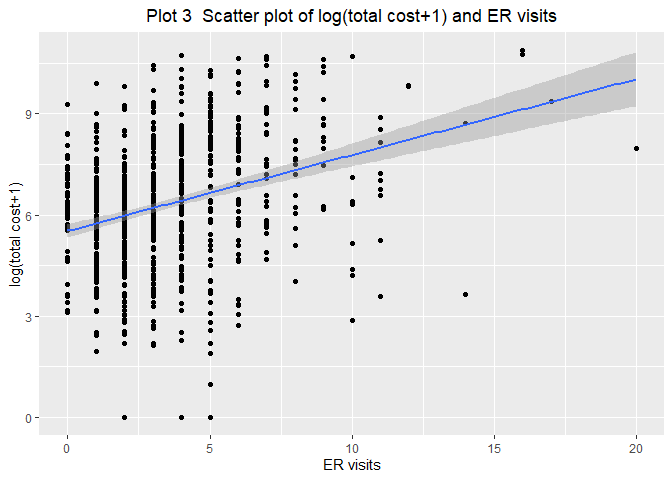 Plot 3  Scatter plot of log(total cost+1) and ER visits
log(total cost+1)
9
6
3
0
0 5 10 15 20
ER visits